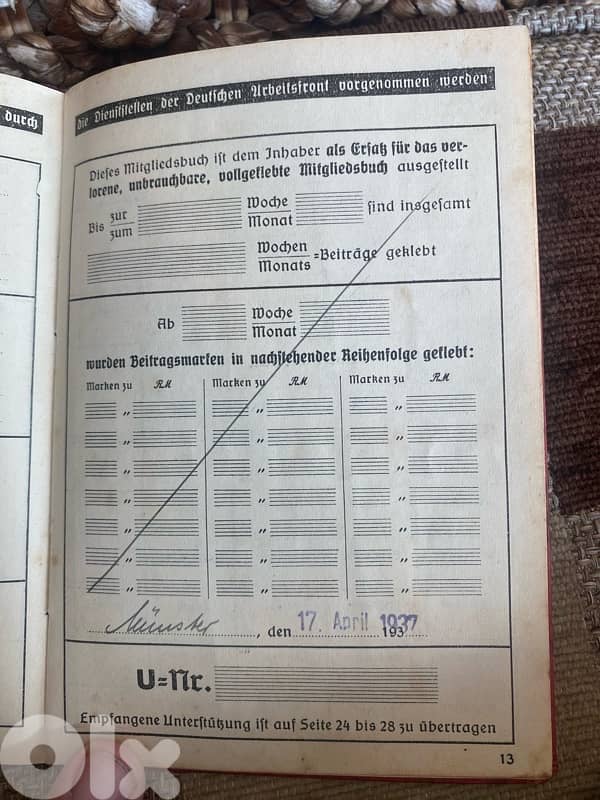 durch
die Dienststellen der Deutschen Arbeitsfront vorgenommen werden
Dieses Mitgliedsbuch ist dem Inhaber als Ersatz für das ver-
lorene, unbrauchbare, vollgeklebte Mitgliedsbuch ausgestellt
Bis zur Woche sind insgesamt
zum Monat
Wochen
Monats =Beiträge geklebt
Ab Woche
Monat
wurden Beitragsmarken in nachstehender Reihenfolge geklebt:
Marken zu RM Marken zu RM Marken zu RM
" " "
" " "
" " "
" " "
" " "
" " "
" " "
Münster, den 17. April 1937
193
U=Nr.
Empfangene Unterstützung ist auf Seite 24 bis 28 zu übertragen
13
olx